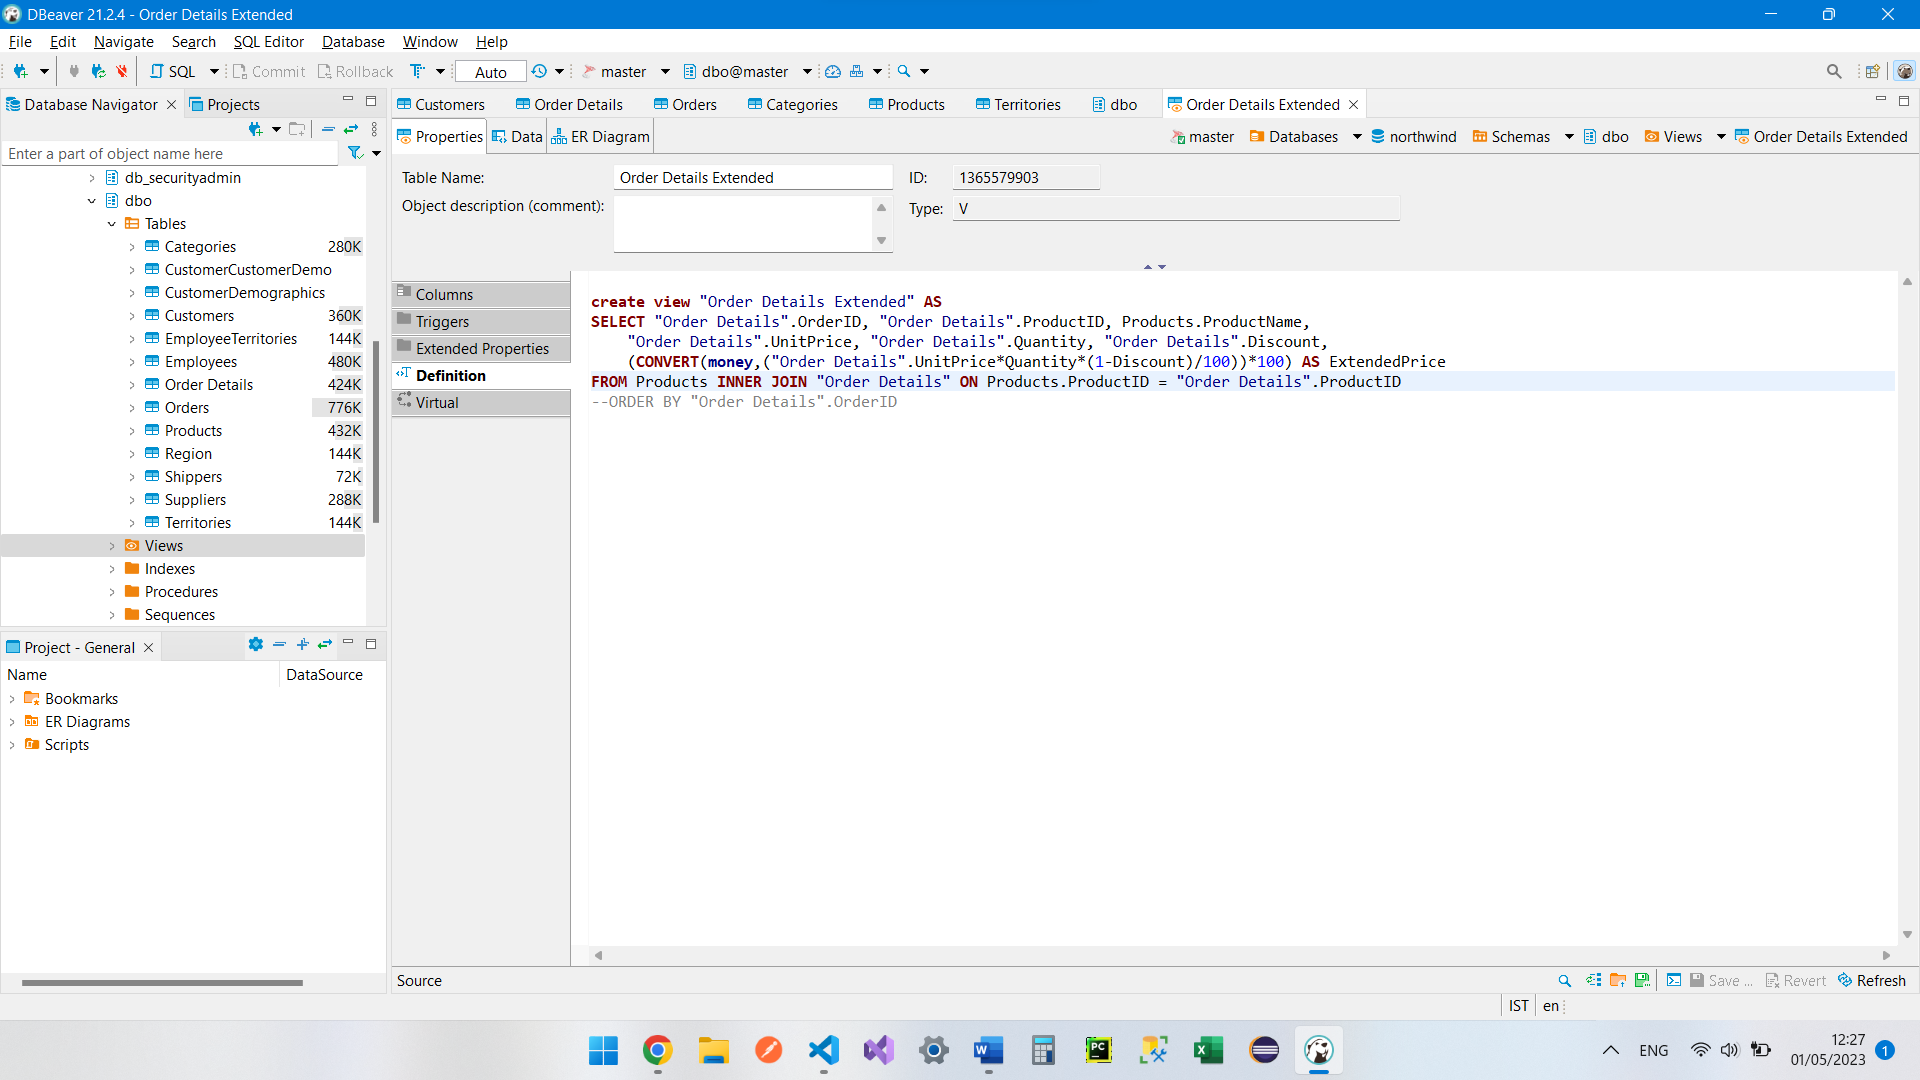 DBeaver 21.2.4 - Order Details Extended
File Edit Navigate Search SQL Editor Database Window Help
SQL Commit Rollback Auto master dbo@master
Database Navigator Projects
Customers Order Details Orders Categories Products Territories dbo Order Details Extended
Enter a part of object name here
Properties Data ER Diagram master Databases northwind Schemas dbo Views Order Details Extended
db_securityadmin
dbo
Tables
Categories 280K
CustomerCustomerDemo
CustomerDemographics
Customers 360K
EmployeeTerritories 144K
Employees 480K
Order Details 424K
Orders 776K
Products 432K
Region 144K
Shippers 72K
Suppliers 288K
Territories 144K
Views
Indexes
Procedures
Sequences
Table Name: Order Details Extended ID: 1365579903
Object description (comment): Type: V
Columns
Triggers
Extended Properties
Definition
Virtual
create view "Order Details Extended" AS
SELECT "Order Details".OrderID, "Order Details".ProductID, Products.ProductName,
"Order Details".UnitPrice, "Order Details".Quantity, "Order Details".Discount,
(CONVERT(money,("Order Details".UnitPrice*Quantity*(1-Discount)/100))*100) AS ExtendedPrice
FROM Products INNER JOIN "Order Details" ON Products.ProductID = "Order Details".ProductID
--ORDER BY "Order Details".OrderID
Project - General
Name DataSource
Bookmarks
ER Diagrams
Scripts
Source Save ... Revert Refresh
IST en
ENG 12:27
01/05/2023 1